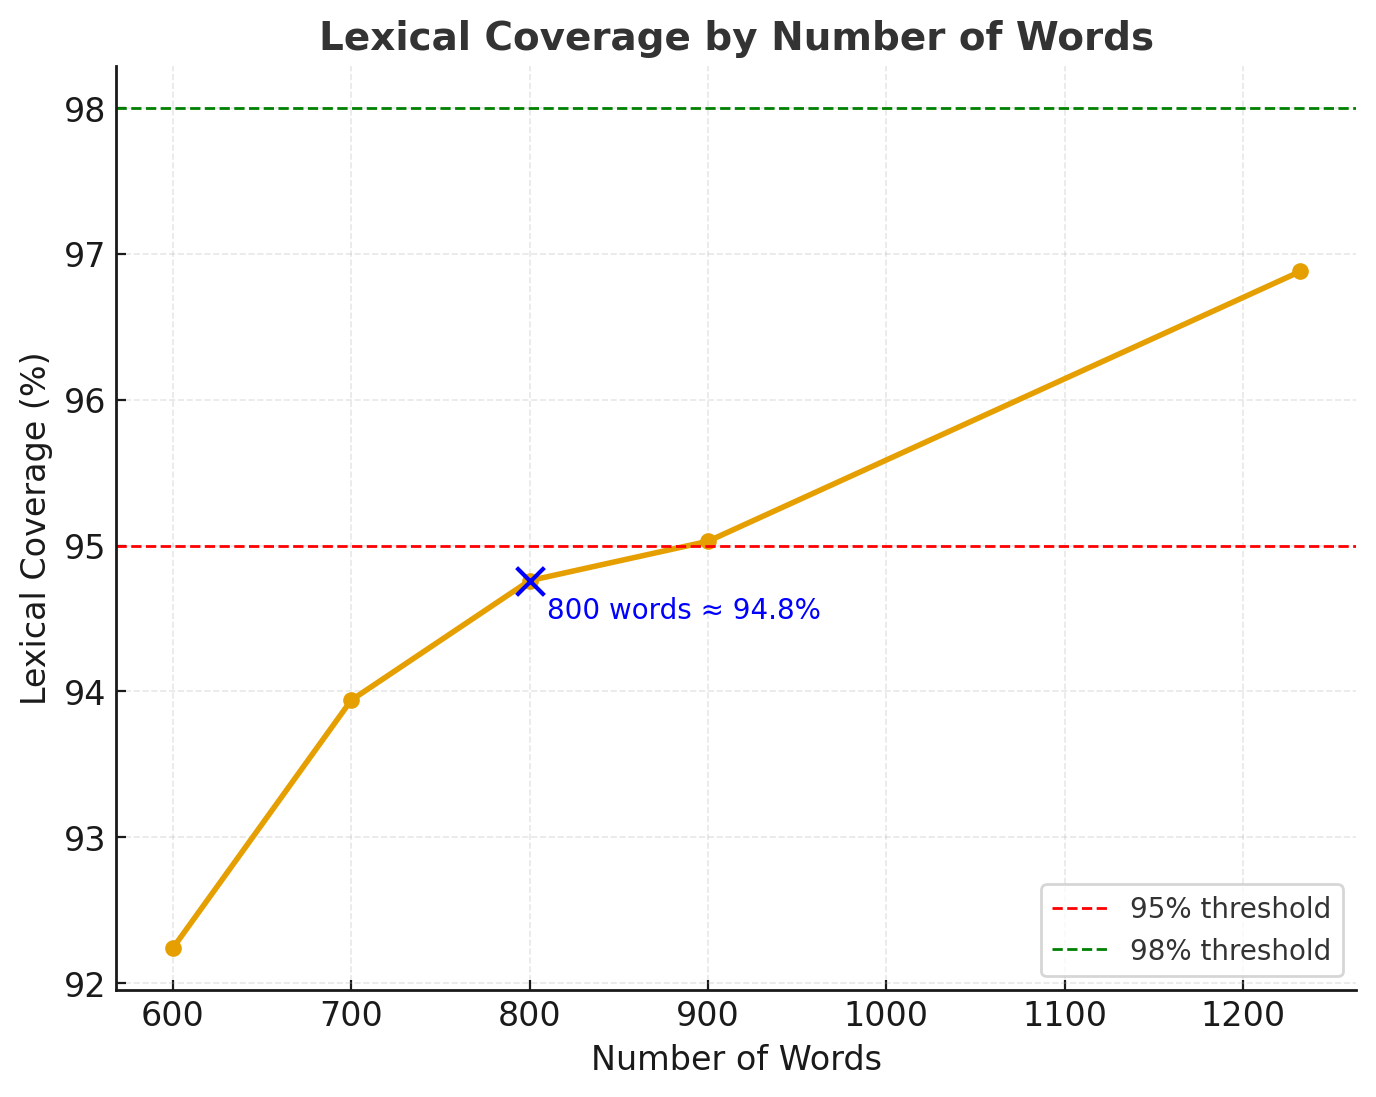 Lexical Coverage by Number of Words
98
97
96
95
94
93
92
Lexical Coverage (%)
800 words ≈ 94.8%
95% threshold
98% threshold
600 700 800 900 1000 1100 1200
Number of Words